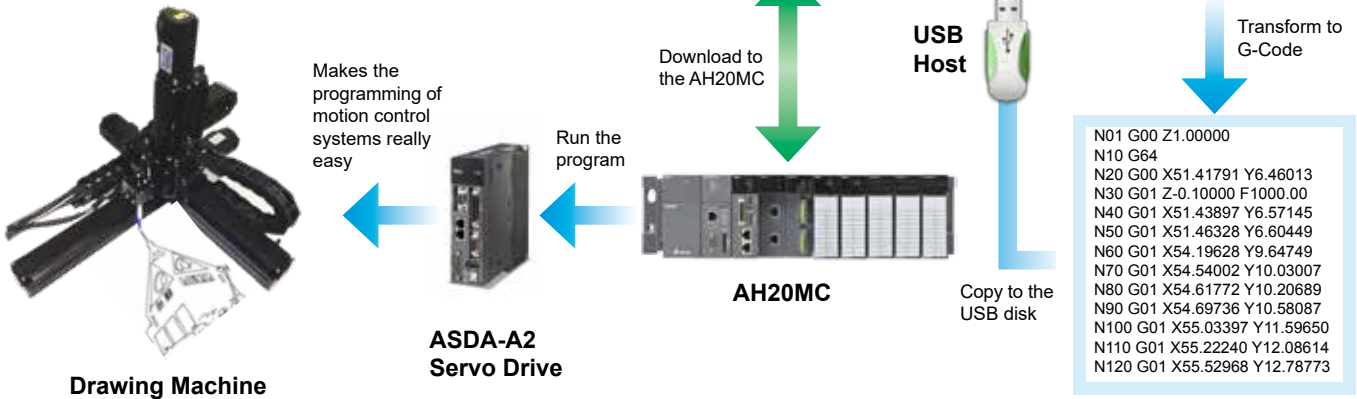 Makes the
programming of
motion control
systems really
easy
Run the
program
Download to
the AH20MC
USB
Host
Transform to
G-Code
Drawing Machine
ASDA-A2
Servo Drive
AH20MC
Copy to the
USB disk
N01 G00 Z1.00000
N10 G64
N20 G00 X51.41791 Y6.46013
N30 G01 Z-0.10000 F1000.00
N40 G01 X51.43897 Y6.57145
N50 G01 X51.46328 Y6.60449
N60 G01 X54.19628 Y9.64749
N70 G01 X54.54002 Y10.03007
N80 G01 X54.61772 Y10.20689
N90 G01 X54.69736 Y10.58087
N100 G01 X55.03397 Y11.59650
N110 G01 X55.22240 Y12.08614
N120 G01 X55.52968 Y12.78773